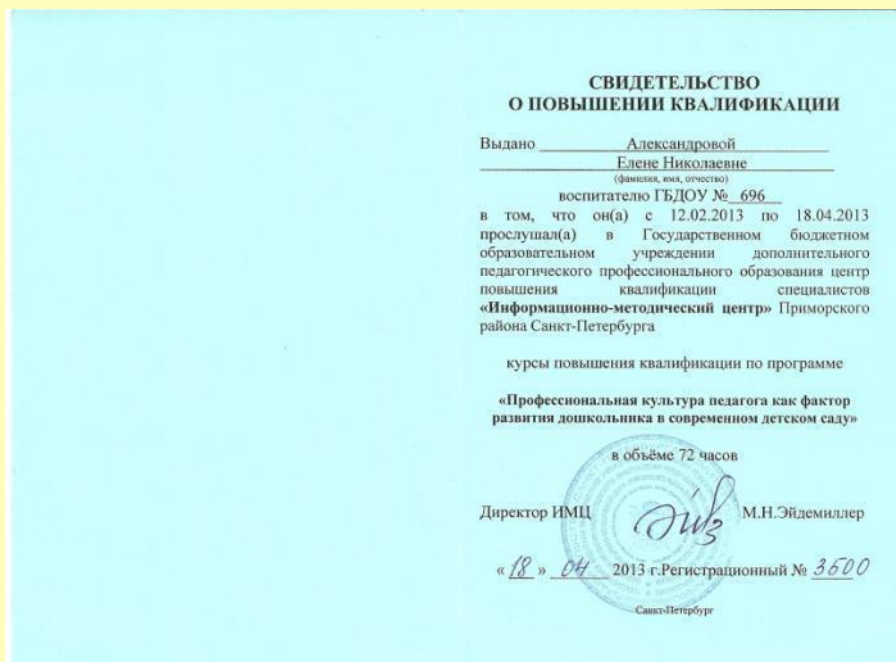 СВИДЕТЕЛЬСТВО
О ПОВЫШЕНИИ КВАЛИФИКАЦИИ
Выдано Александровой
Елене Николаевне
(фамилия, имя, отчество)
воспитателю ГБДОУ № 696
в том, что он(а) с 12.02.2013 по 18.04.2013
прослушал(а) в Государственном бюджетном
образовательном учреждении дополнительного
педагогического профессионального образования центр
повышения квалификации специалистов
«Информационно-методический центр» Приморского
района Санкт-Петербурга
курсы повышения квалификации по программе
«Профессиональная культура педагога как фактор
развития дошкольника в современном детском саду»
в объёме 72 часов
Директор ИМЦ М.Н.Эйдемиллер
« 18 » 04 2013 г.Регистрационный № 3600
Санкт-Петербург